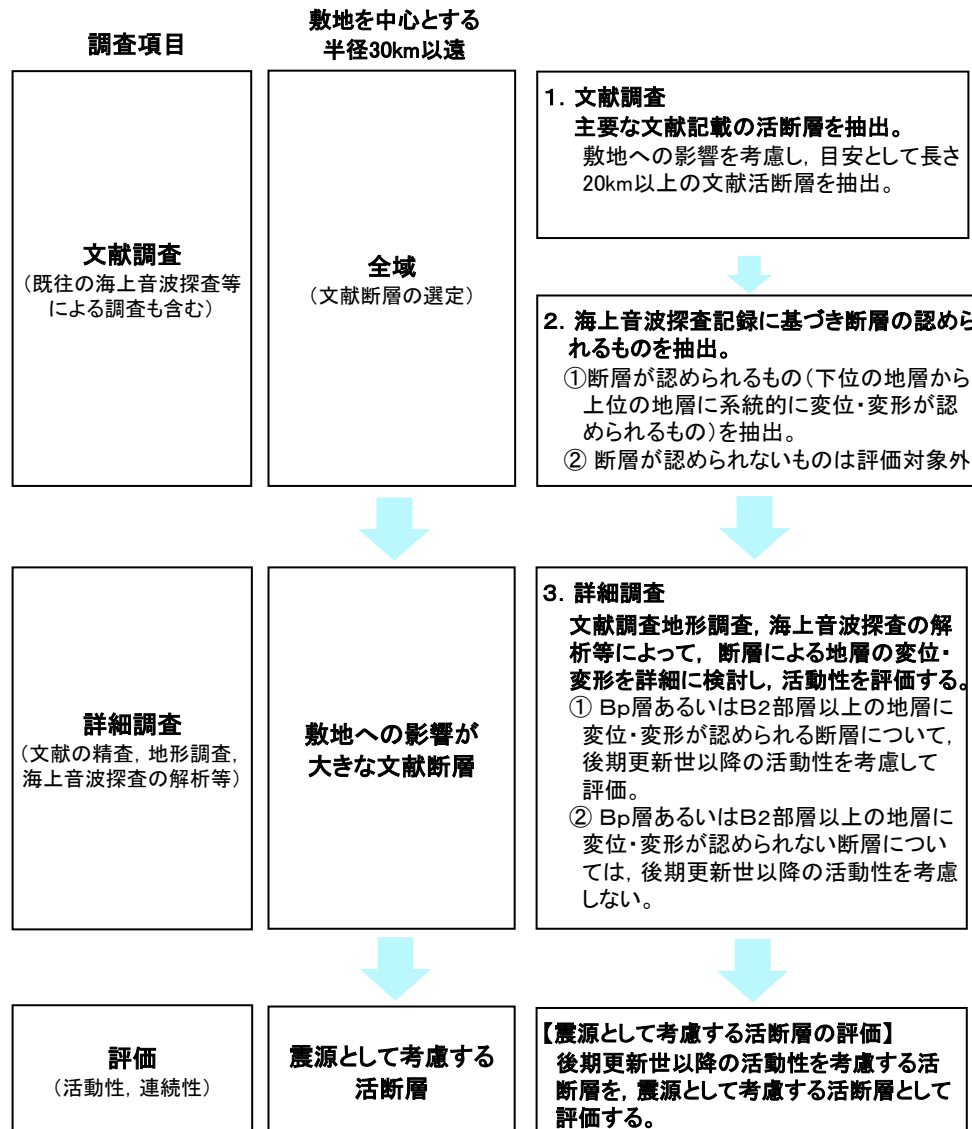 調査項目
敷地を中心とする
半径30km以遠
文献調査
（既往の海上音波探査等
による調査も含む）
全域
（文献断層の選定）
１．文献調査
主要な文献記載の活断層を抽出。
敷地への影響を考慮し，目安として長さ
20km以上の文献活断層を抽出。
２．海上音波探査記録に基づき断層の認めら
れるものを抽出。
①断層が認められるもの（下位の地層から
上位の地層に系統的に変位・変形が認
められるもの）を抽出。
② 断層が認められないものは評価対象外
詳細調査
（文献の精査，地形調査，
海上音波探査の解析等）
敷地への影響が
大きな文献断層
３．詳細調査
文献調査地形調査，海上音波探査の解
析等によって， 断層による地層の変位・
変形を詳細に検討し，活動性を評価する。
① Ｂｐ層あるいはＢ２部層以上の地層に
変位・変形が認められる断層について，
後期更新世以降の活動性を考慮して
評価。
② Ｂｐ層あるいはＢ２部層以上の地層に
変位・変形が認められない断層につい
ては，後期更新世以降の活動性を考慮
しない。
評価
（活動性，連続性）
震源として考慮する
活断層
【震源として考慮する活断層の評価】
後期更新世以降の活動性を考慮する活
断層を，震源として考慮する活断層として
評価する。